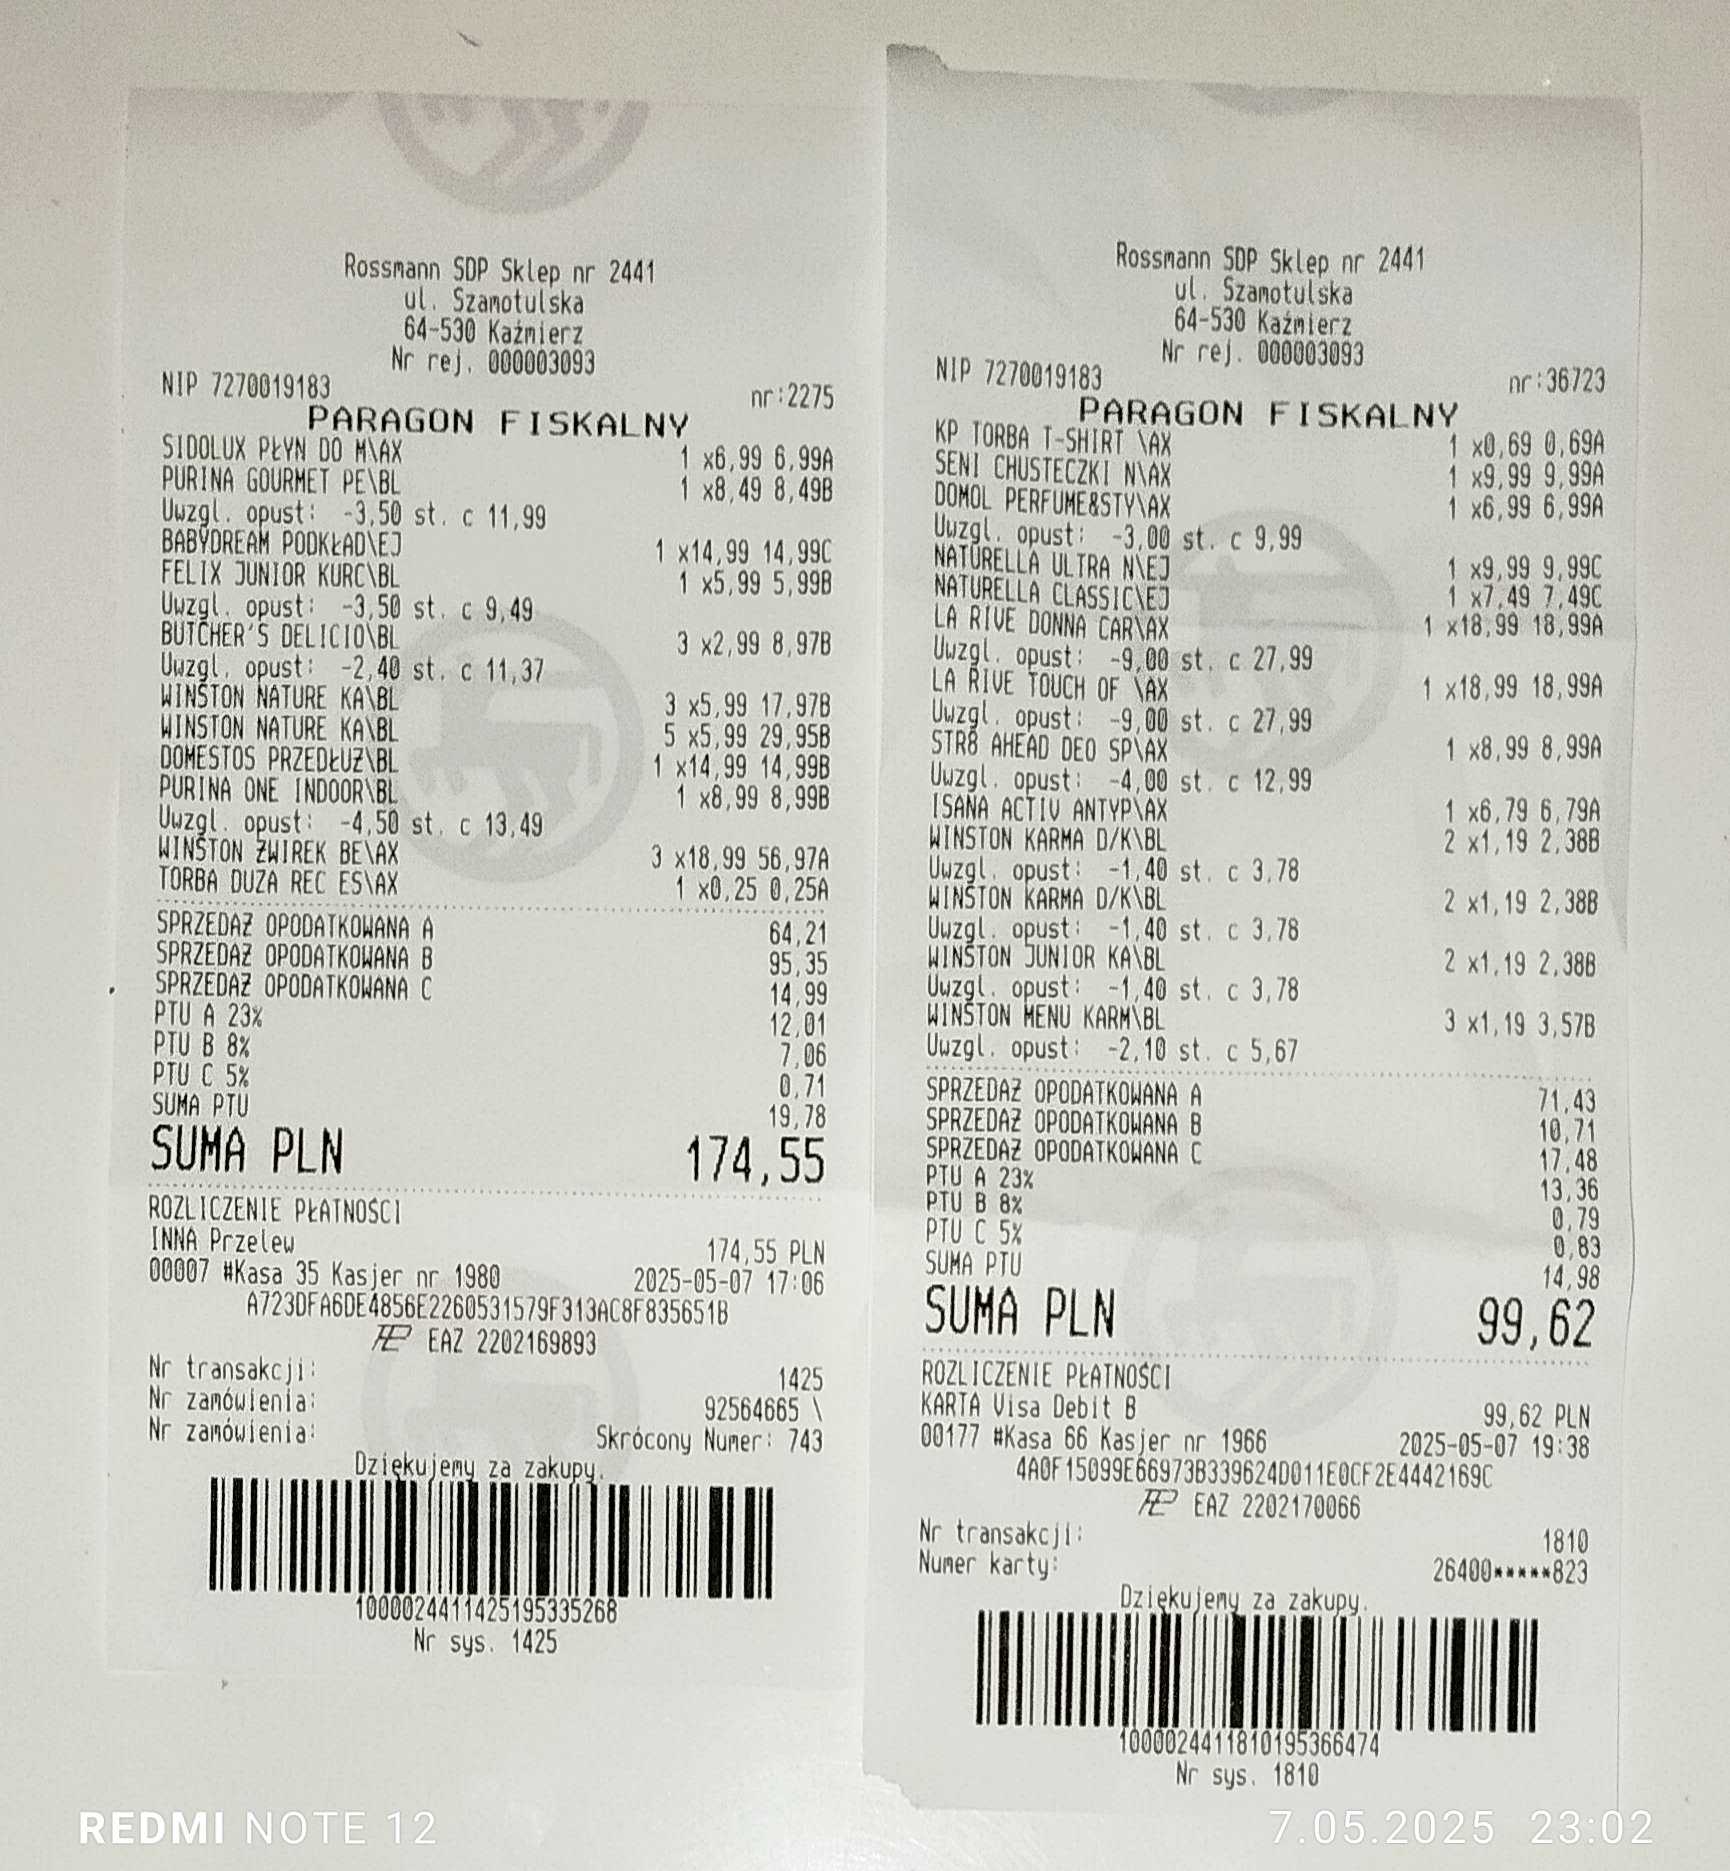 Rossmann SDP Sklep nr 2441
ul. Szamotulska
64-530 Kaźmierz
Nr rej. 000003093
NIP 7270019183 nr:2275
PARAGON FISKALNY
SIDOLUX PŁYN DO M\AX 1 x6,99 6,99A
PURINA GOURMET PE\BL 1 x8,49 8,49B
Uwzgl. opust: -3,50 st. c 11,99
BABYDREAM PODKŁAD\EJ 1 x14,99 14,99C
FELIX JUNIOR KURC\BL 1 x5,99 5,99B
Uwzgl. opust: -3,50 st. c 9,49
BUTCHER'S DELICIO\BL 3 x2,99 8,97B
Uwzgl. opust: -2,40 st. c 11,37
WINSTON NATURE KA\BL 3 x5,99 17,97B
WINSTON NATURE KA\BL 5 x5,99 29,95B
DOMESTOS PRZEDŁUŻ\BL 1 x14,99 14,99B
PURINA ONE INDOOR\BL 1 x8,99 8,99B
Uwzgl. opust: -4,50 st. c 13,49
WINSTON ŻWIREK BE\AX 3 x18,99 56,97A
TORBA DUZA REC ES\AX 1 x0,25 0,25A
SPRZEDAŻ OPODATKOWANA A 64,21
SPRZEDAŻ OPODATKOWANA B 95,35
SPRZEDAŻ OPODATKOWANA C 14,99
PTU A 23% 12,01
PTU B 8% 7,06
PTU C 5% 0,71
SUMA PTU 19,78
SUMA PLN 174,55
ROZLICZENIE PŁATNOŚCI
INNA Przelew 174,55 PLN
00007 #Kasa 35 Kasjer nr 1980 2025-05-07 17:06
A723DFA6DE4856E2260531579F313AC8F835651B
EAZ 2202169893
Nr transakcji: 1425
Nr zamówienia: 92564665 \
Nr zamówienia: Skrócony Numer: 743
Dziękujemy za zakupy.
10000244114251953​35268
Nr sys. 1425
Rossmann SDP Sklep nr 2441
ul. Szamotulska
64-530 Kaźmierz
Nr rej. 000003093
NIP 7270019183 nr:36723
PARAGON FISKALNY
KP TORBA T-SHIRT \AX 1 x0,69 0,69A
SENI CHUSTECZKI N\AX 1 x9,99 9,99A
DOMOL PERFUME&STY\AX 1 x6,99 6,99A
Uwzgl. opust: -3,00 st. c 9,99
NATURELLA ULTRA N\EJ 1 x9,99 9,99C
NATURELLA CLASSIC\EJ 1 x7,49 7,49C
LA RIVE DONNA CAR\AX 1 x18,99 18,99A
Uwzgl. opust: -9,00 st. c 27,99
LA RIVE TOUCH OF \AX 1 x18,99 18,99A
Uwzgl. opust: -9,00 st. c 27,99
STR8 AHEAD DEO SP\AX 1 x8,99 8,99A
Uwzgl. opust: -4,00 st. c 12,99
ISANA ACTIV ANTYP\AX 1 x6,79 6,79A
WINSTON KARMA D/K\BL 2 x1,19 2,38B
Uwzgl. opust: -1,40 st. c 3,78
WINSTON KARMA D/K\BL 2 x1,19 2,38B
Uwzgl. opust: -1,40 st. c 3,78
WINSTON JUNIOR KA\BL 2 x1,19 2,38B
Uwzgl. opust: -1,40 st. c 3,78
WINSTON MENU KARM\BL 3 x1,19 3,57B
Uwzgl. opust: -2,10 st. c 5,67
SPRZEDAŻ OPODATKOWANA A 71,43
SPRZEDAŻ OPODATKOWANA B 10,71
SPRZEDAŻ OPODATKOWANA C 17,48
PTU A 23% 13,36
PTU B 8% 0,79
PTU C 5% 0,83
SUMA PTU 14,98
SUMA PLN 99,62
ROZLICZENIE PŁATNOŚCI
KARTA Visa Debit B 99,62 PLN
00177 #Kasa 66 Kasjer nr 1966 2025-05-07 19:38
4A0F15099E66973B339624D011E0CF2E4442169C
EAZ 2202170066
Nr transakcji: 1810
Numer karty: 26400*****823
Dziękujemy za zakupy.
1000024411810195366474
Nr sys. 1810
REDMI NOTE 12
7.05.2025 23:02